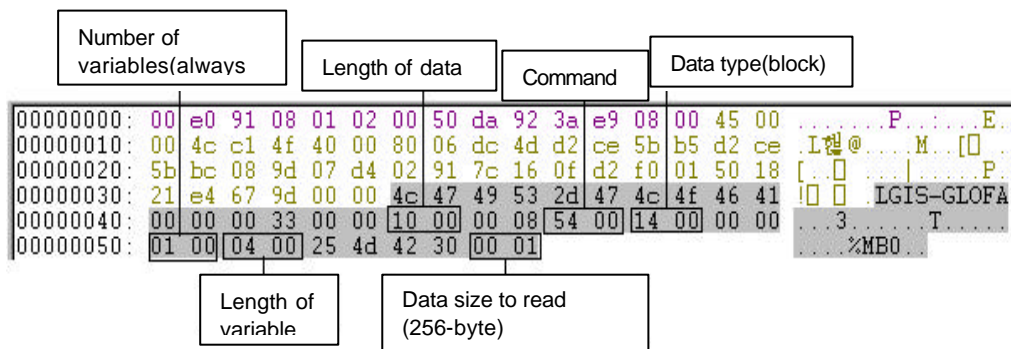 Number of
variables(always
Length of data
Command
Data type(block)
00000000: 00 e0 91 08 01 02 00 50 da 92 3a e9 08 00 45 00 .......P..:...E.
00000010: 00 4c c1 4f 40 00 80 06 dc 4d d2 ce 5b b5 d2 ce .L @....M..[
00000020: 5b bc 08 9d 07 d4 02 91 7c 16 0f d2 f0 01 50 18 [.. ....|.....P.
00000030: 21 e4 67 9d 00 00 4c 47 49 53 2d 47 4c 4f 46 41 ! .LGIS-GLOFA
00000040: 00 00 00 33 00 00 10 00 00 08 54 00 14 00 00 00 ...3......T.....
00000050: 01 00 04 00 25 4d 42 30 00 01 ....%MB0..
Length of
variable
Data size to read
(256-byte)